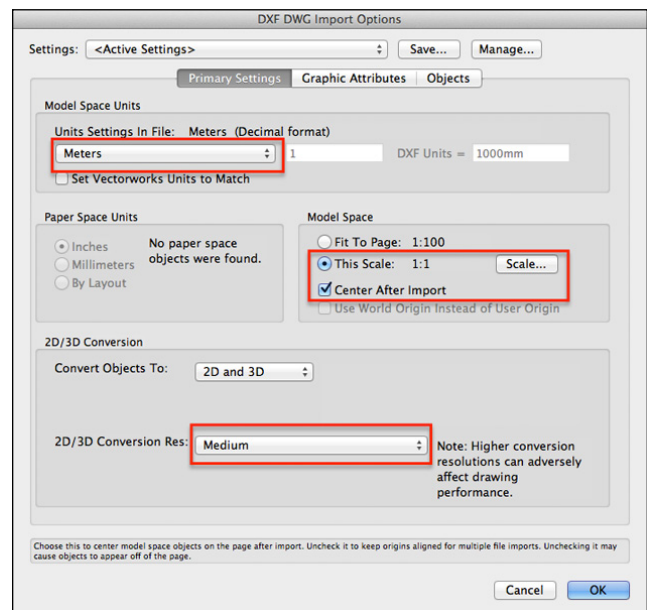 DXF DWG Import Options
Settings: <Active Settings> Save... Manage...
Primary Settings Graphic Attributes Objects
Model Space Units
Units Settings In File: Meters (Decimal format)
Meters 1 DXF Units = 1000mm
Set Vectorworks Units to Match
Paper Space Units
Inches
Millimeters
By Layout
No paper space
objects were found.
Model Space
Fit To Page: 1:100
This Scale: 1:1 Scale...
Center After Import
Use World Origin Instead of User Origin
2D/3D Conversion
Convert Objects To: 2D and 3D
2D/3D Conversion Res: Medium
Note: Higher conversion
resolutions can adversely
affect drawing
performance.
Choose this to center model space objects on the page after import. Uncheck it to keep origins aligned for multiple file imports. Unchecking it may
cause objects to appear off of the page.
Cancel OK